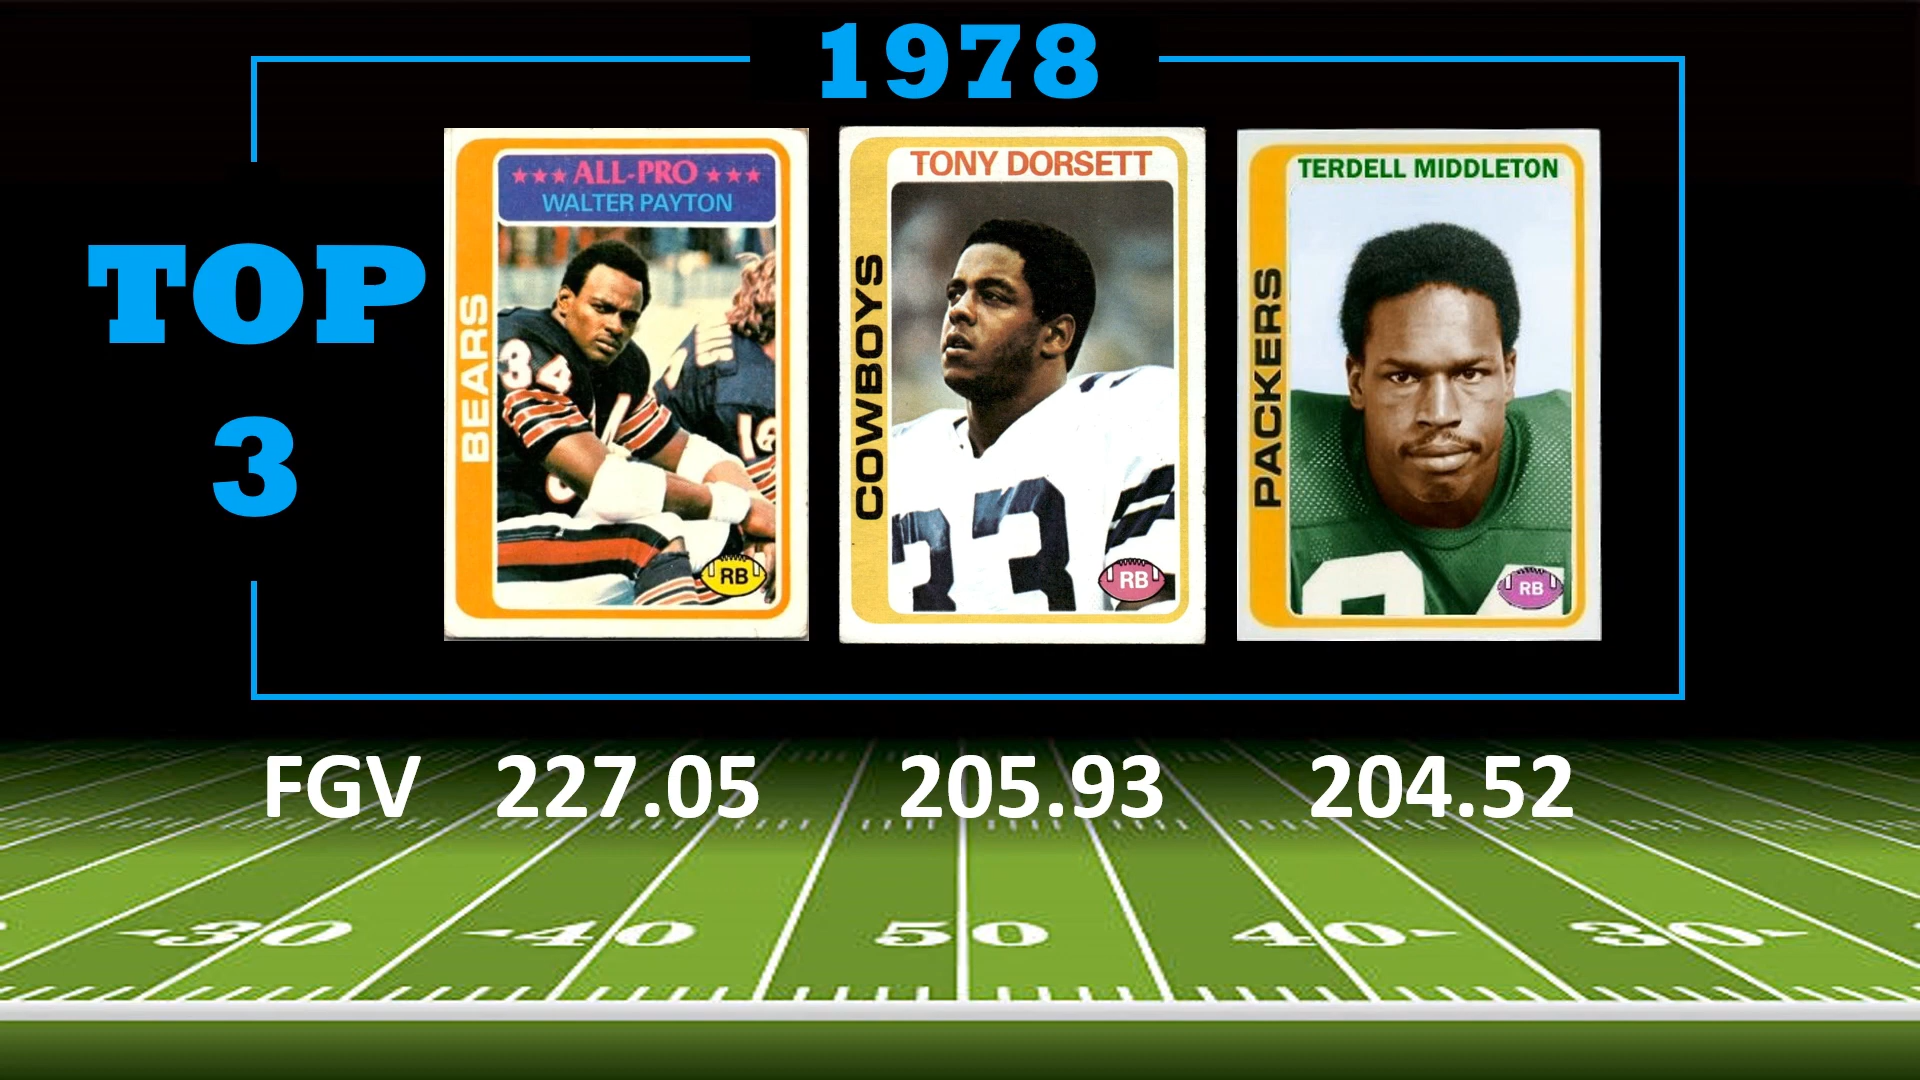 1978
TOP
3
★★★ ALL-PRO ★★★
WALTER PAYTON
BEARS
34
RB
TONY DORSETT
COWBOYS
33
RB
TERDELL MIDDLETON
PACKERS
RB
FGV 227.05 205.93 204.52
30 40 50 40 30